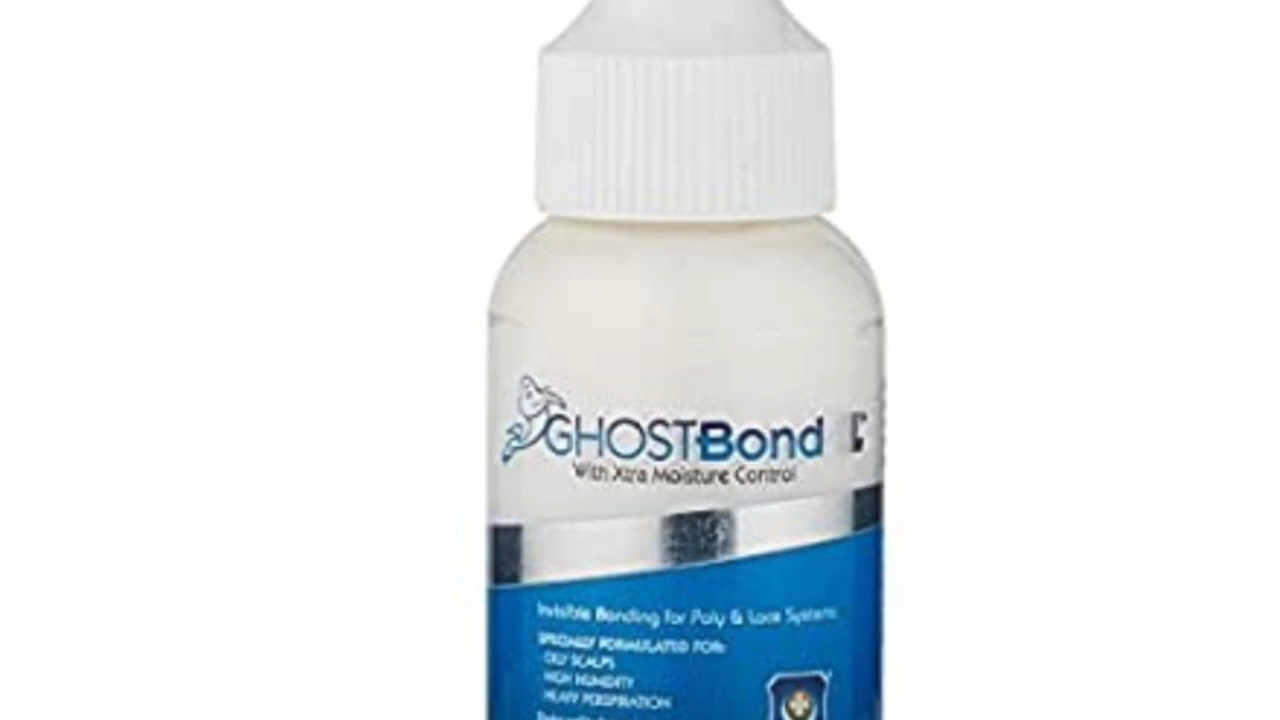 GHOSTBond
With Xtra Moisture Control
Invisible Bonding for Poly & Lace Systems
SPECIALLY FORMULATED FOR:
OILY SCALPS
HIGH HUMIDITY
HEAVY PERSPIRATION